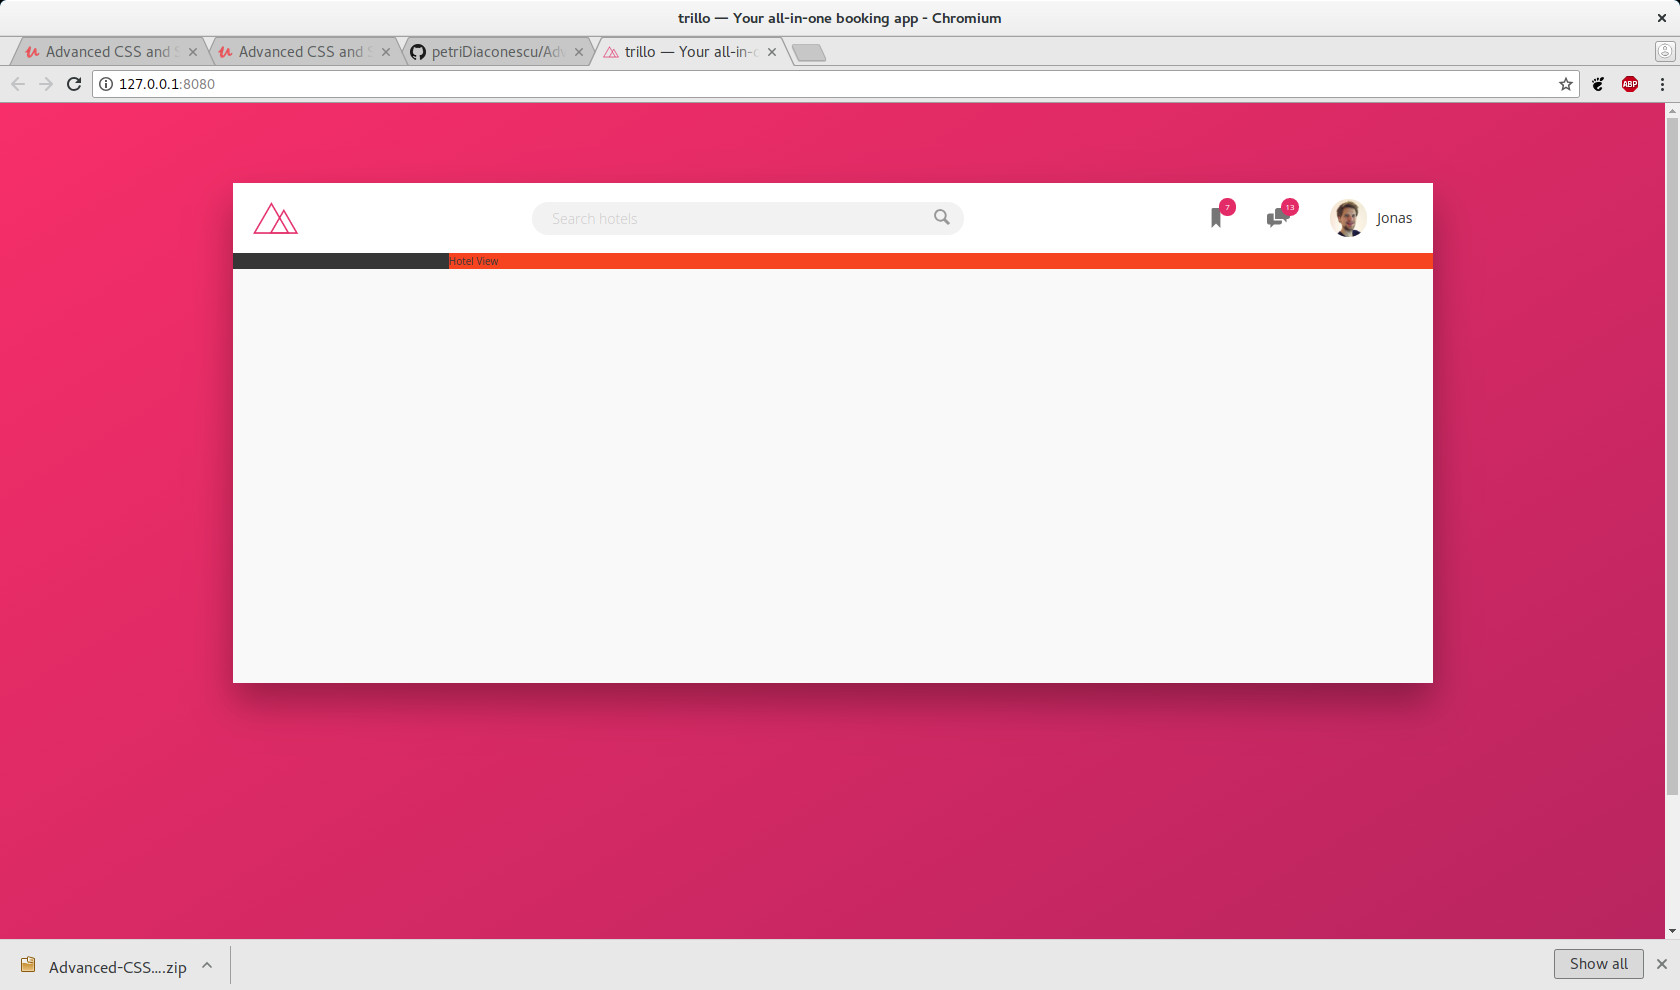 trillo — Your all-in-one booking app - Chromium
Advanced CSS and S
Advanced CSS and S
petriDiaconescu/Adv
trillo — Your all-in-o
127.0.0.1:8080
ABP
Search hotels
7
13
Jonas
Hotel View
Advanced-CSS....zip
Show all